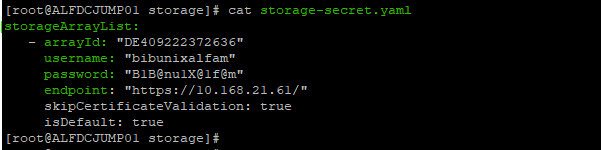 [root@ALFDCJUMP01 storage]# cat storage-secret.yaml
storageArrayList:
   - arrayId: "DE409222372636"
     username: "bibunixalfam"
     password: "B1B@nu1X@1f@m"
     endpoint: "https://10.168.21.61/"
     skipCertificateValidation: true
     isDefault: true
[root@ALFDCJUMP01 storage]#